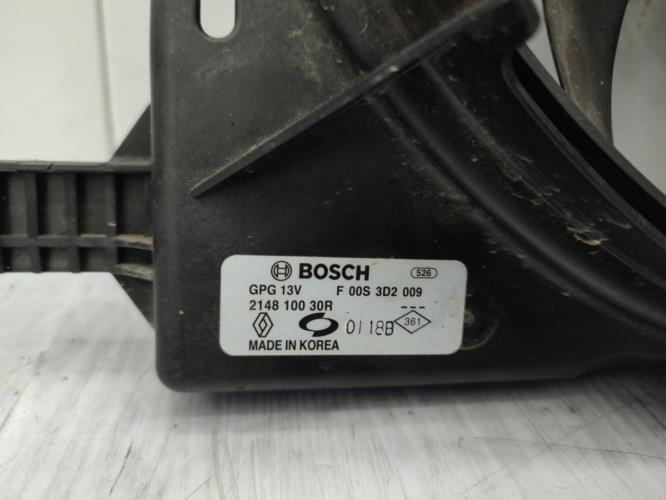 BOSCH 526
GPG 13V F 00S 3D2 009
2148 100 30R ---
0118B 361
MADE IN KOREA